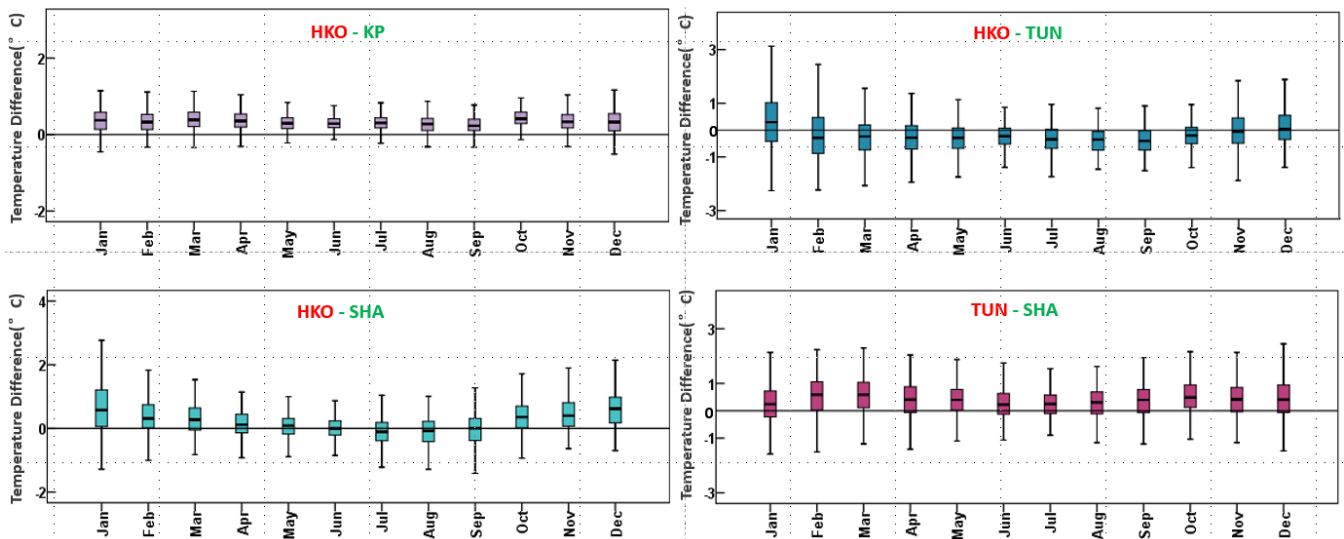 HKO - KP
Temperature Difference(° C)
2
0
-2
Jan Feb Mar Apr May Jun Jul Aug Sep Oct Nov Dec
HKO - TUN
Temperature Difference(° C)
3
1
0
-1
-3
Jan Feb Mar Apr May Jun Jul Aug Sep Oct Nov Dec
HKO - SHA
Temperature Difference(° C)
4
2
0
-2
Jan Feb Mar Apr May Jun Jul Aug Sep Oct Nov Dec
TUN - SHA
Temperature Difference(° C)
3
1
0
-1
-3
Jan Feb Mar Apr May Jun Jul Aug Sep Oct Nov Dec